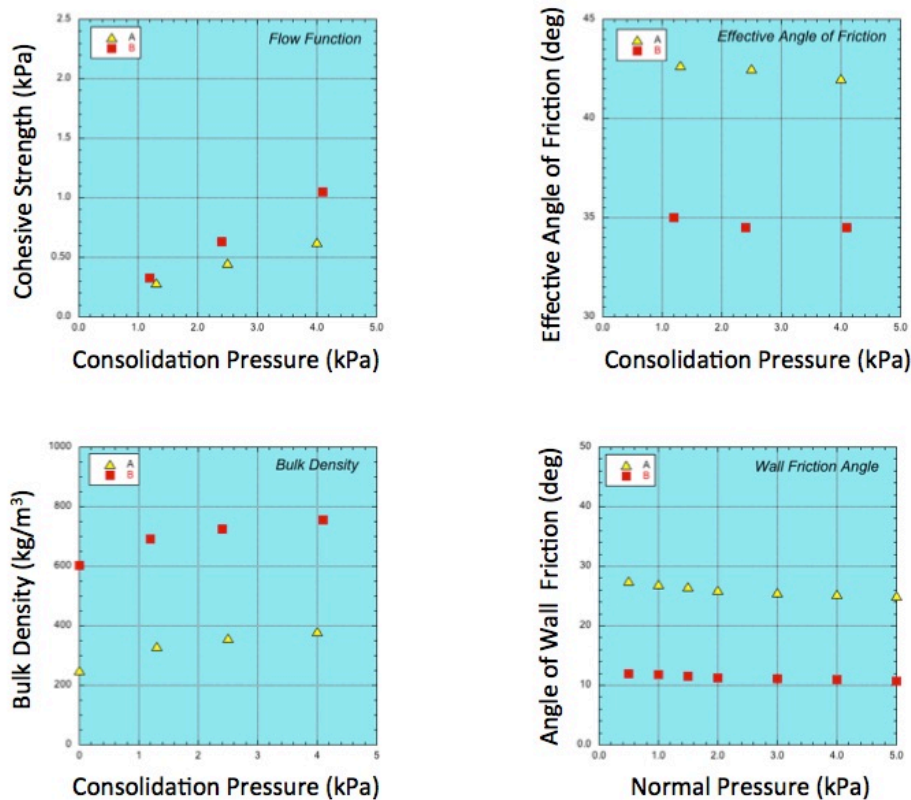 Flow Function
A
B
2.5
2.0
1.5
1.0
0.50
0.0
0.0 1.0 2.0 3.0 4.0 5.0
Cohesive Strength (kPa)
Consolidation Pressure (kPa)
Effective Angle of Friction
A
B
45
40
35
30
0.0 1.0 2.0 3.0 4.0 5.0
Effective Angle of Friction (deg)
Consolidation Pressure (kPa)
Bulk Density
A
B
1000
800
600
400
200
0
0 1 2 3 4 5
Bulk Density (kg/m³)
Consolidation Pressure (kPa)
Wall Friction Angle
A
B
50
40
30
20
10
0.0
0.0 1.0 2.0 3.0 4.0 5.0
Angle of Wall Friction (deg)
Normal Pressure (kPa)